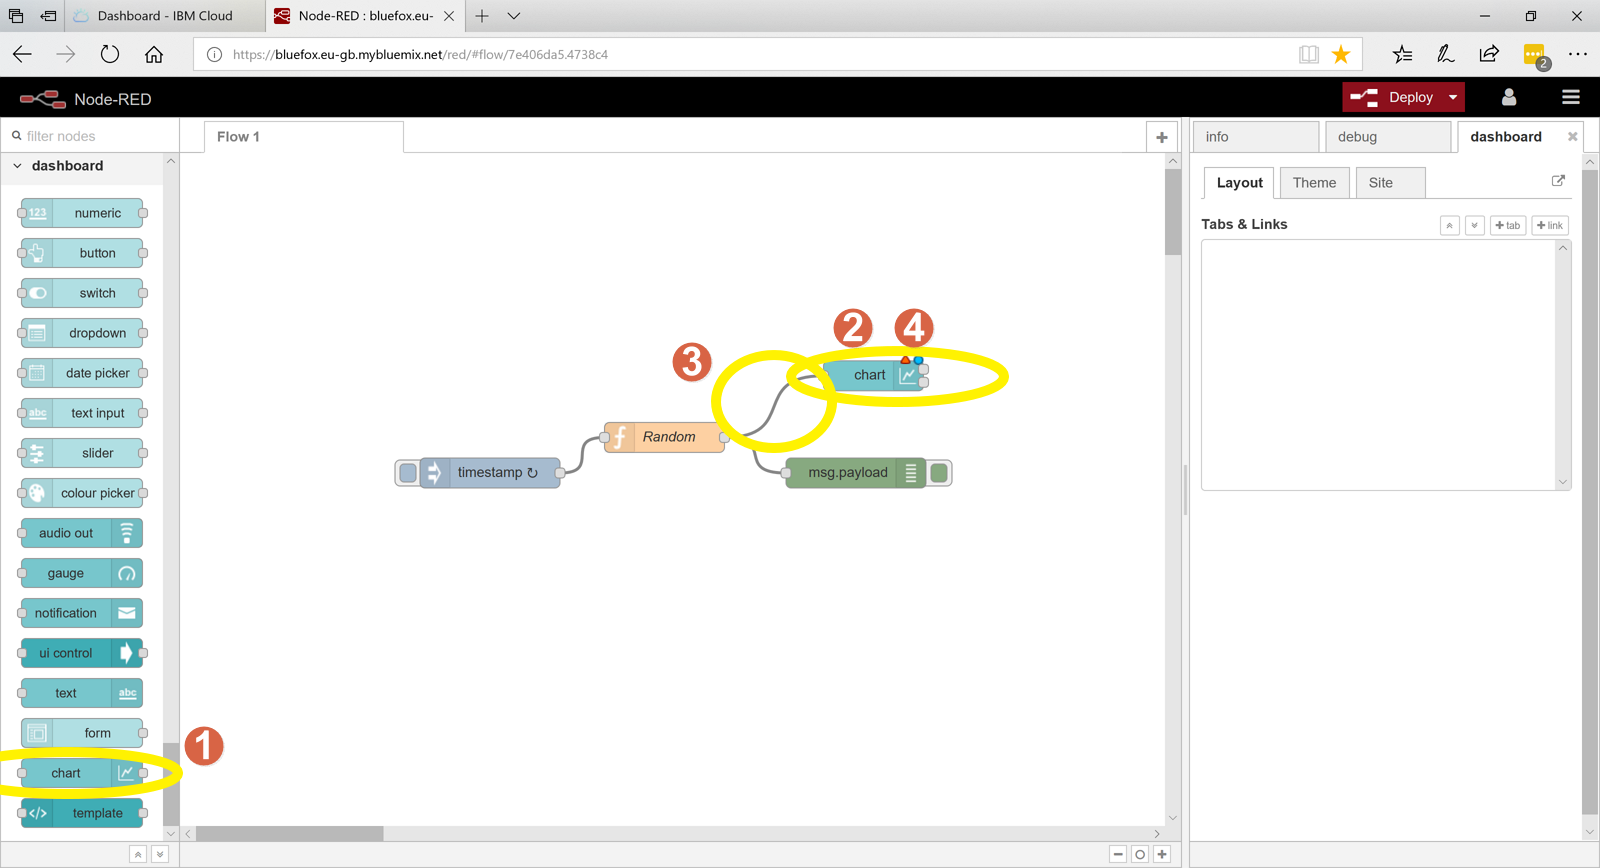 Dashboard - IBM Cloud
Node-RED : bluefox.eu-
https://bluefox.eu-gb.mybluemix.net/red/#flow/7e406da5.4738c4
2
Node-RED
Deploy
filter nodes
Flow 1
info
debug
dashboard
dashboard
Layout
Theme
Site
Tabs & Links
tab
link
123 numeric
button
switch
dropdown
date picker
abc text input
slider
colour picker
audio out
gauge
notification
ui control
text abc
form
chart
</> template
1
2
4
3
chart
f Random
timestamp ↻
msg.payload